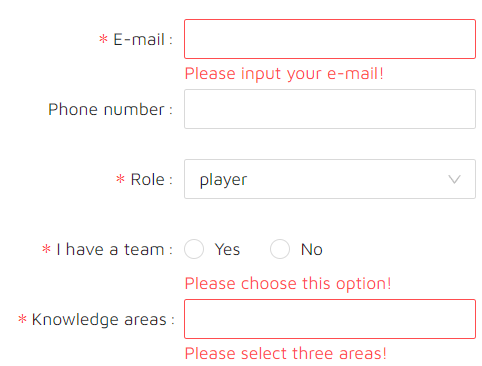 * E-mail :
Please input your e-mail!
Phone number :
* Role : player
* I have a team : Yes No
Please choose this option!
* Knowledge areas :
Please select three areas!